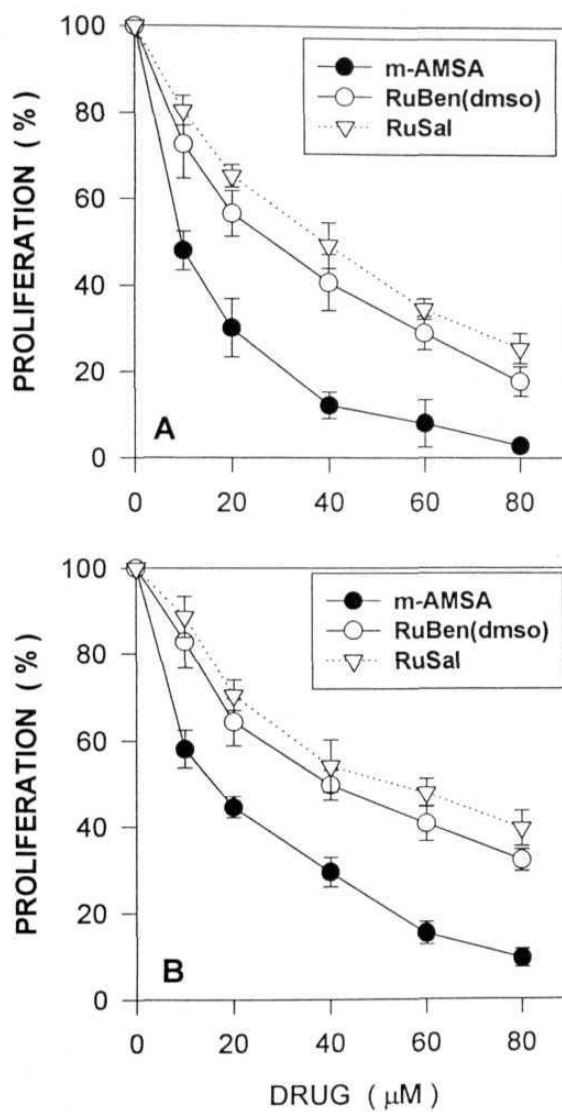 PROLIFERATION ( % )
100
80
60
40
20
0
m-AMSA
RuBen(dmso)
RuSal
A
0 20 40 60 80
PROLIFERATION ( % )
100
80
60
40
20
0
m-AMSA
RuBen(dmso)
RuSal
B
0 20 40 60 80
DRUG ( µM )